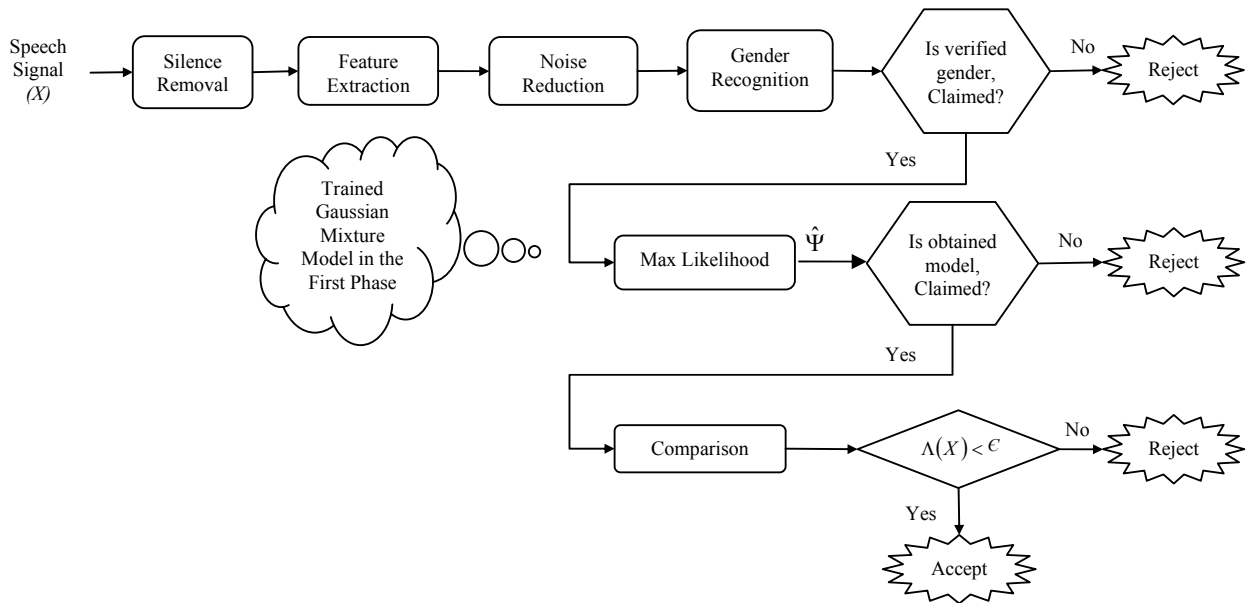 Speech
Signal
(X)
Silence
Removal
Feature
Extraction
Noise
Reduction
Gender
Recognition
Is verified
gender,
Claimed?
No
Reject
Yes
Trained
Gaussian
Mixture
Model in the
First Phase
Max Likelihood
Ψ̂
Is obtained
model,
Claimed?
No
Reject
Yes
Comparison
Λ(X) < ϵ
No
Reject
Yes
Accept